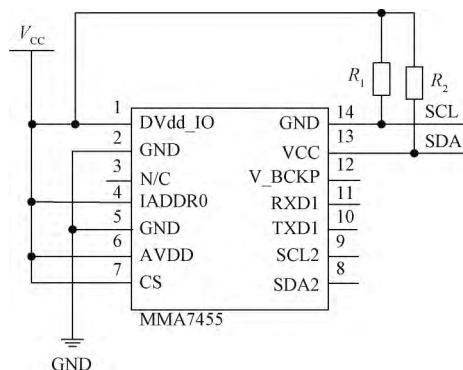 VCC
R1
R2
1 DVdd_IO
2 GND
3 N/C
4 IADDR0
5 GND
6 AVDD
7 CS
GND 14
VCC 13
V_BCKP 12
RXD1 11
TXD1 10
SCL2 9
SDA2 8
SCL
SDA
MMA7455
GND